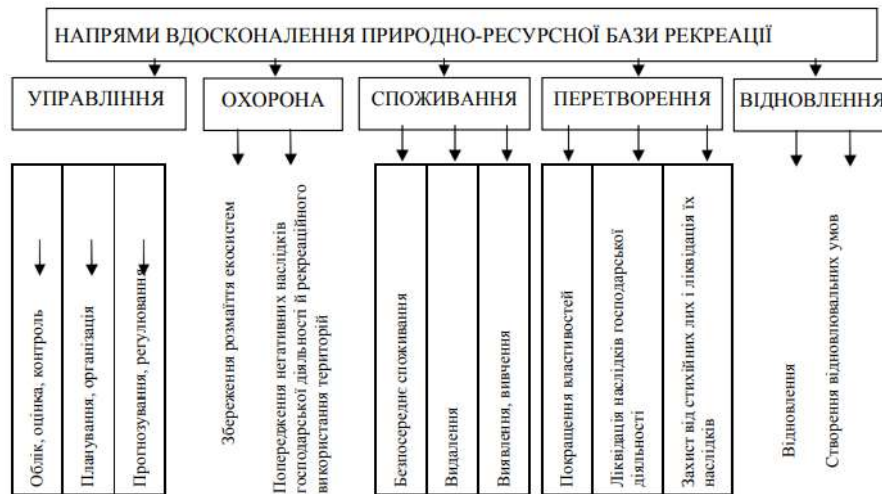 НАПРЯМИ ВДОСКОНАЛЕННЯ ПРИРОДНО-РЕСУРСНОЇ БАЗИ РЕКРЕАЦІЇ
УПРАВЛІННЯ
ОХОРОНА
СПОЖИВАННЯ
ПЕРЕТВОРЕННЯ
ВІДНОВЛЕННЯ
Облік, оцінка, контроль
Планування, організація
Прогнозування, регулювання
Збереження розмаїття екосистем
Попередження негативних наслідків
господарської діяльності й рекреаційного
використання територій
Безпосереднє споживання
Видалення
Виявлення, вивчення
Покращення властивостей
Ліквідація наслідків господарської
діяльності
Захист від стихійних лих і ліквідація їх
наслідків
Відновлення
Створення відновлювальних умов